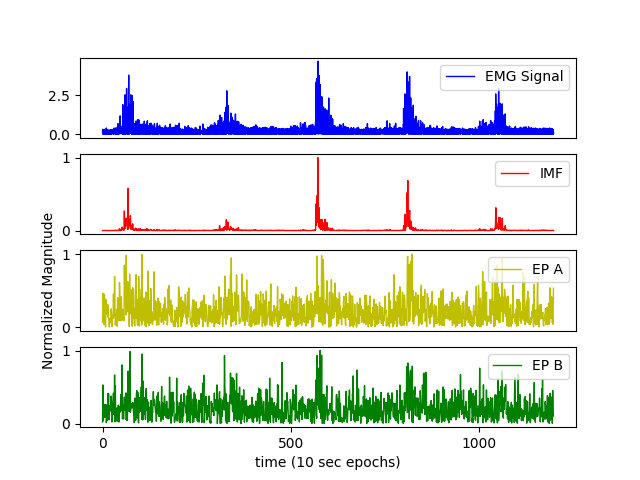 EMG Signal
2.5
0.0
1
IMF
0
1
EP A
0
Normalized Magnitude
1
EP B
0
0
500
1000
time (10 sec epochs)